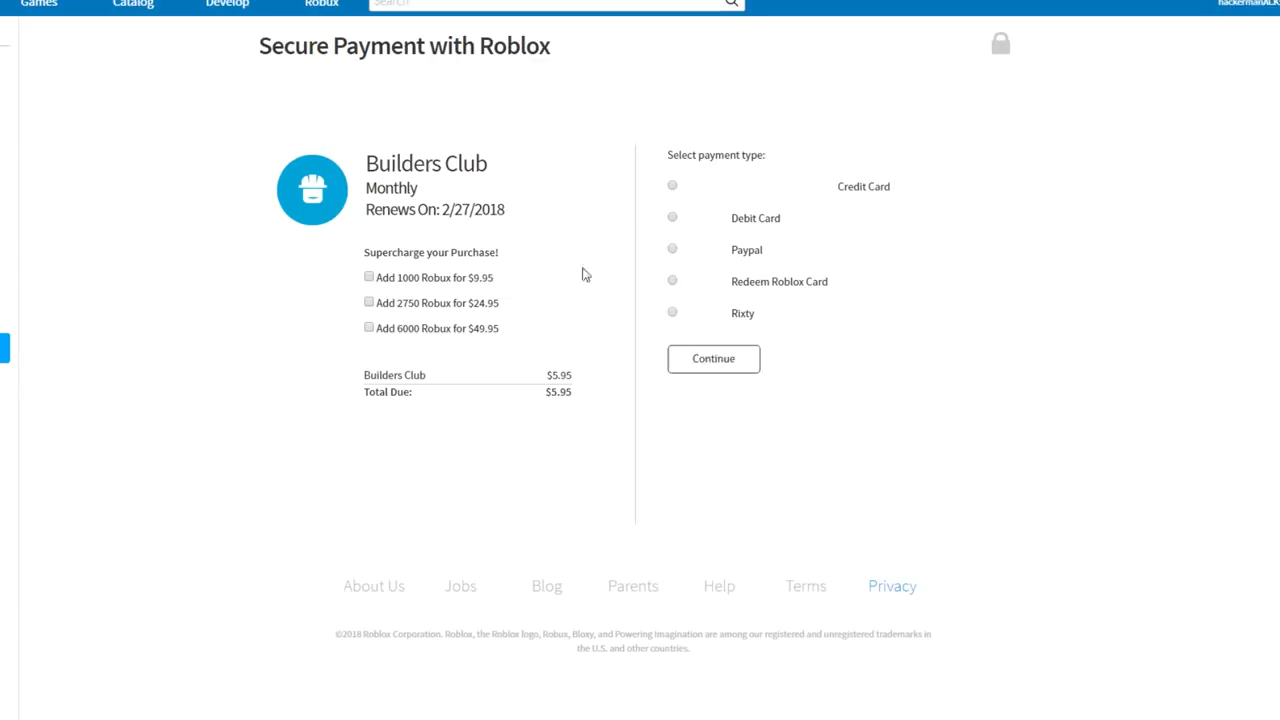 Games Catalog Develop Robux Search
Secure Payment with Roblox
Builders Club
Monthly
Renews On: 2/27/2018
Supercharge your Purchase!
Add 1000 Robux for $9.95
Add 2750 Robux for $24.95
Add 6000 Robux for $49.95
Builders Club $5.95
Total Due: $5.95
Select payment type:
Credit Card
Debit Card
Paypal
Redeem Roblox Card
Rixty
Continue
About Us Jobs Blog Parents Help Terms Privacy
©2018 Roblox Corporation. Roblox, the Roblox logo, Robux, Bloxy, and Powering Imagination are among our registered and unregistered trademarks in
the U.S. and other countries.